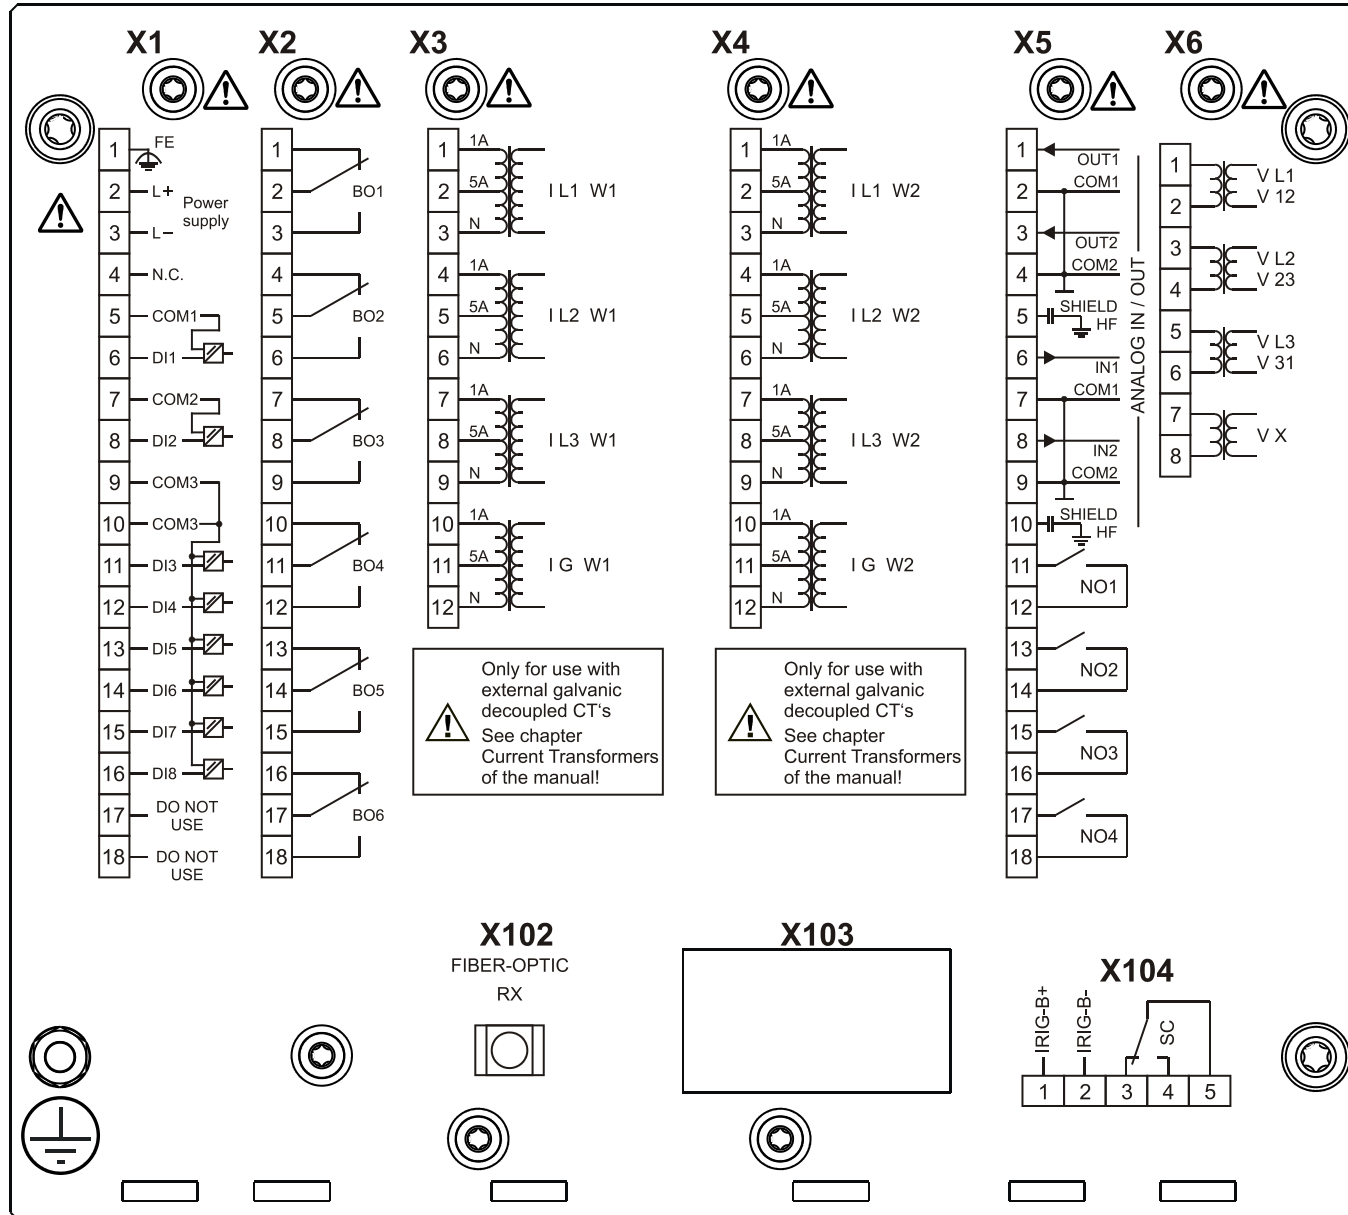 X1
X2
X3
X4
X5
X6
1 FE
2 L+
Power
supply
3 L−
4 N.C.
5 COM1
6 DI1
7 COM2
8 DI2
9 COM3
10 COM3
11 DI3
12 DI4
13 DI5
14 DI6
15 DI7
16 DI8
17 DO NOT
USE
18 DO NOT
USE
1
2 BO1
3
4
5 BO2
6
7
8 BO3
9
10
11 BO4
12
13
14 BO5
15
16
17 BO6
18
1 1A
2 5A I L1 W1
3 N
4 1A
5 5A I L2 W1
6 N
7 1A
8 5A I L3 W1
9 N
10 1A
11 5A I G W1
12 N
Only for use with
external galvanic
decoupled CT‘s
See chapter
Current Transformers
of the manual!
1 1A
2 5A I L1 W2
3 N
4 1A
5 5A I L2 W2
6 N
7 1A
8 5A I L3 W2
9 N
10 1A
11 5A I G W2
12 N
Only for use with
external galvanic
decoupled CT‘s
See chapter
Current Transformers
of the manual!
1 OUT1
2 COM1
3 OUT2
4 COM2
5 SHIELD
HF
6 IN1
7 COM1
8 IN2
9 COM2
10 SHIELD
HF
ANALOG IN / OUT
11
NO1
12
13
NO2
14
15
NO3
16
17
NO4
18
1 V L1
2 V 12
3 V L2
4 V 23
5 V L3
6 V 31
7
V X
8
X102
FIBER-OPTIC
RX
X103
X104
IRIG-B+
IRIG-B-
SC
1 2 3 4 5